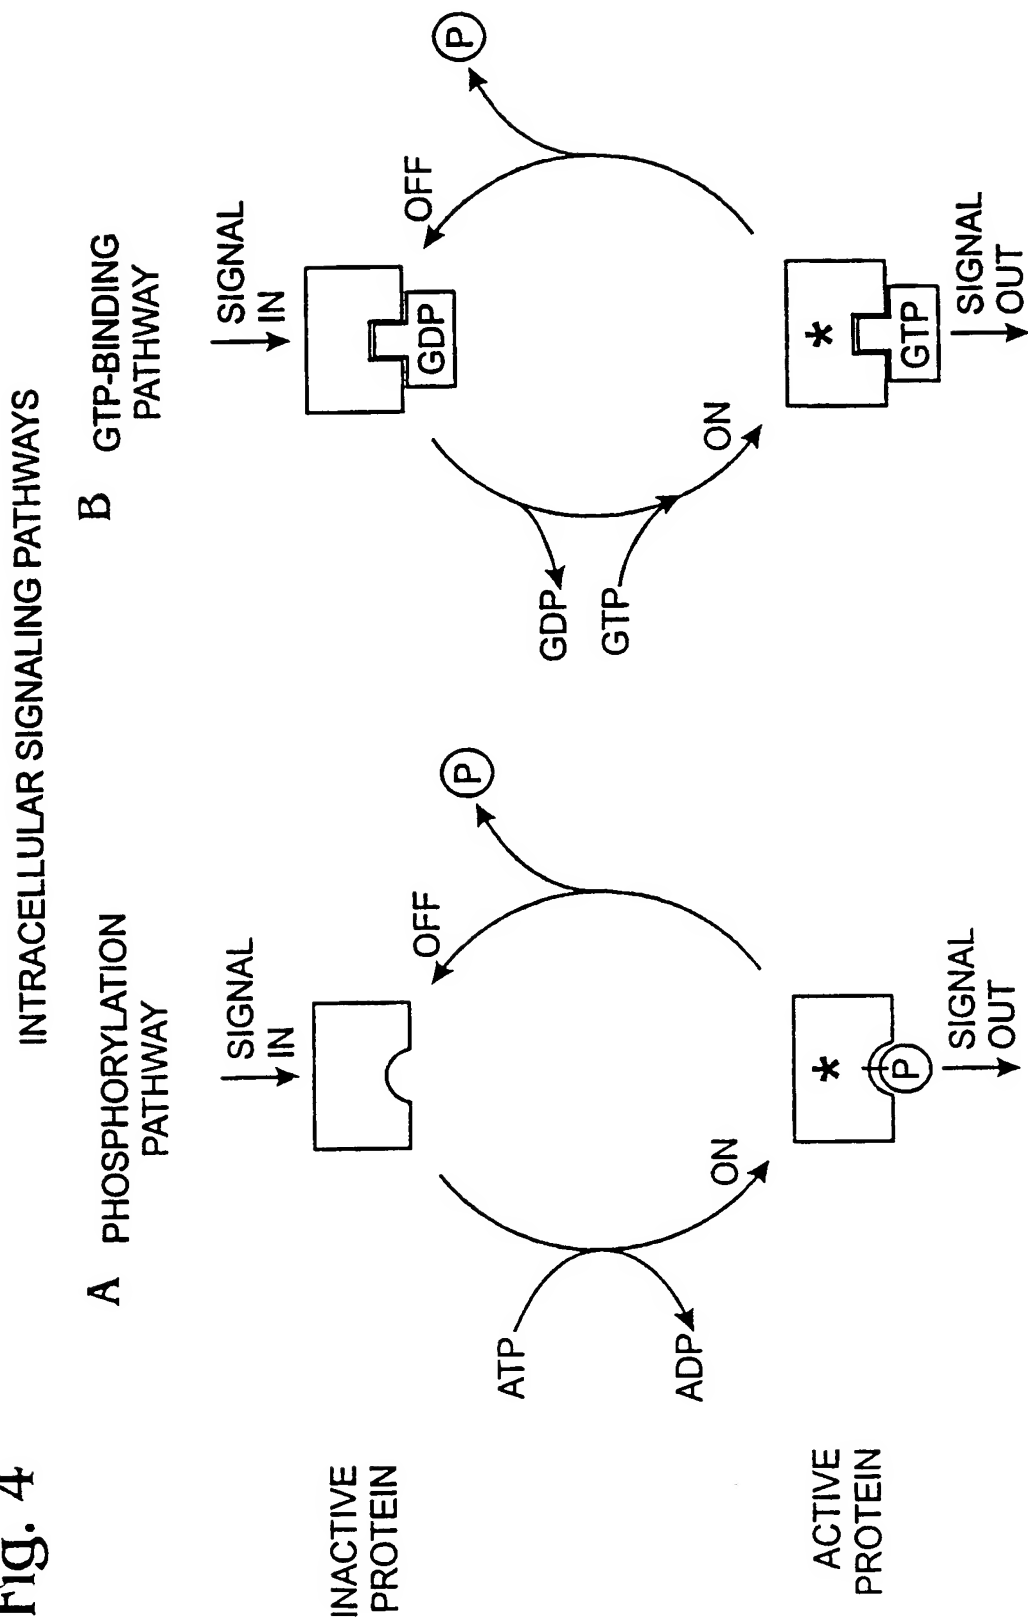 Fig. 4
INTRACELLULAR SIGNALING PATHWAYS
A PHOSPHORYLATION
PATHWAY
SIGNAL
IN
INACTIVE
PROTEIN
OFF
P
ATP
ADP
ON
ACTIVE
PROTEIN
*
P
SIGNAL
OUT
B GTP-BINDING
PATHWAY
SIGNAL
IN
GDP
OFF
P
GDP
GTP
ON
*
GTP
SIGNAL
OUT